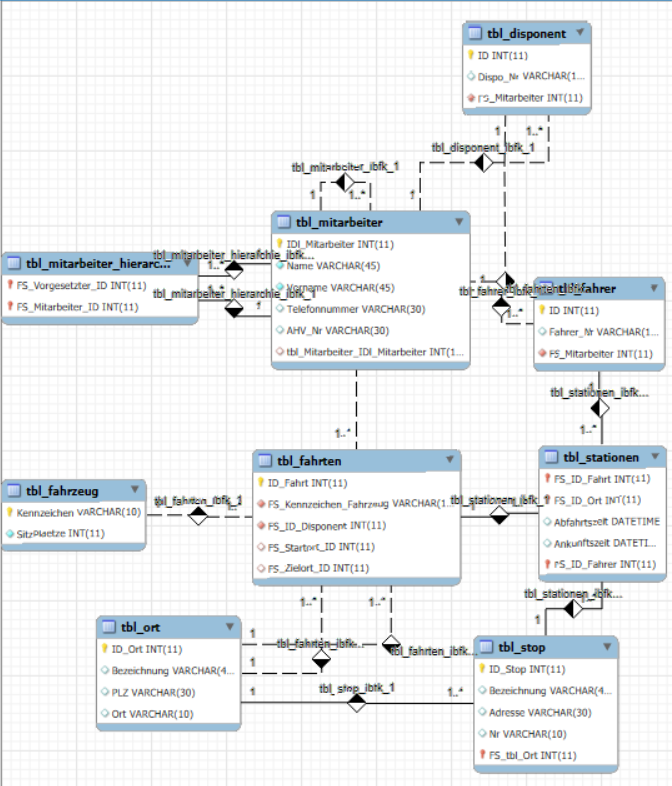 tbl_disponent
ID INT(11)
Dispo_Nr VARCHAR(1...
FS_Mitarbeiter INT(11)
1
1..*
tbl_disponent_ibfk_1
tbl_mitarbeiter_ibfk_1
1
1..*
1
tbl_mitarbeiter
IDI_Mitarbeiter INT(11)
Name VARCHAR(45)
Vorname VARCHAR(45)
Telefonnummer VARCHAR(30)
AHV_Nr VARCHAR(30)
tbl_Mitarbeiter_IDI_Mitarbeiter INT(1...
tbl_mitarbeiter_hierarc...
FS_Vorgesetzter_ID INT(11)
FS_Mitarbeiter_ID INT(11)
tbl_mitarbeiter_hierarchie_ibfk...
1..*
tbl_mitarbeiter_hierarchie_ibfk_1
1
tbl_fahrer
ID INT(11)
Fahrer_Nr VARCHAR(1...
FS_Mitarbeiter INT(11)
1..*
tbl_stationen_ibfk...
1..*
1..*
tbl_fahrten
ID_Fahrt INT(11)
FS_Kennzeichen_Fahrzeug VARCHAR(1...
FS_ID_Disponent INT(11)
FS_Startort_ID INT(11)
FS_Zielort_ID INT(11)
tbl_stationen
FS_ID_Fahrt INT(11)
FS_ID_Ort INT(11)
Abfahrtszeit DATETIME
Ankunftszeit DATETI...
FS_ID_Fahrer INT(11)
tbl_fahrzeug
Kennzeichen VARCHAR(10)
SitzPlaetze INT(11)
tbl_fahrten_ibfk_1
tbl_stationen_ibfk
tbl_stationen_ibfk...
1
1..*
1..*
tbl_ort
ID_Ort INT(11)
Bezeichnung VARCHAR(4...
PLZ VARCHAR(30)
Ort VARCHAR(10)
1
tbl_fahrten_ibfk...
tbl_fahrten_ibfk...
1
1
tbl_stop_ibfk_1
1..*
tbl_stop
ID_Stop INT(11)
Bezeichnung VARCHAR(4...
Adresse VARCHAR(30)
Nr VARCHAR(10)
FS_tbl_Ort INT(11)